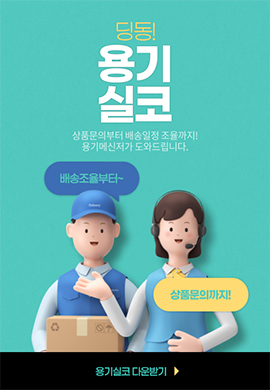 딩동!
용기
실코
상품문의부터 배송일정 조율까지!
용기메신저가 도와드립니다.
배송조율부터~
상품문의까지!
용기실코 다운받기